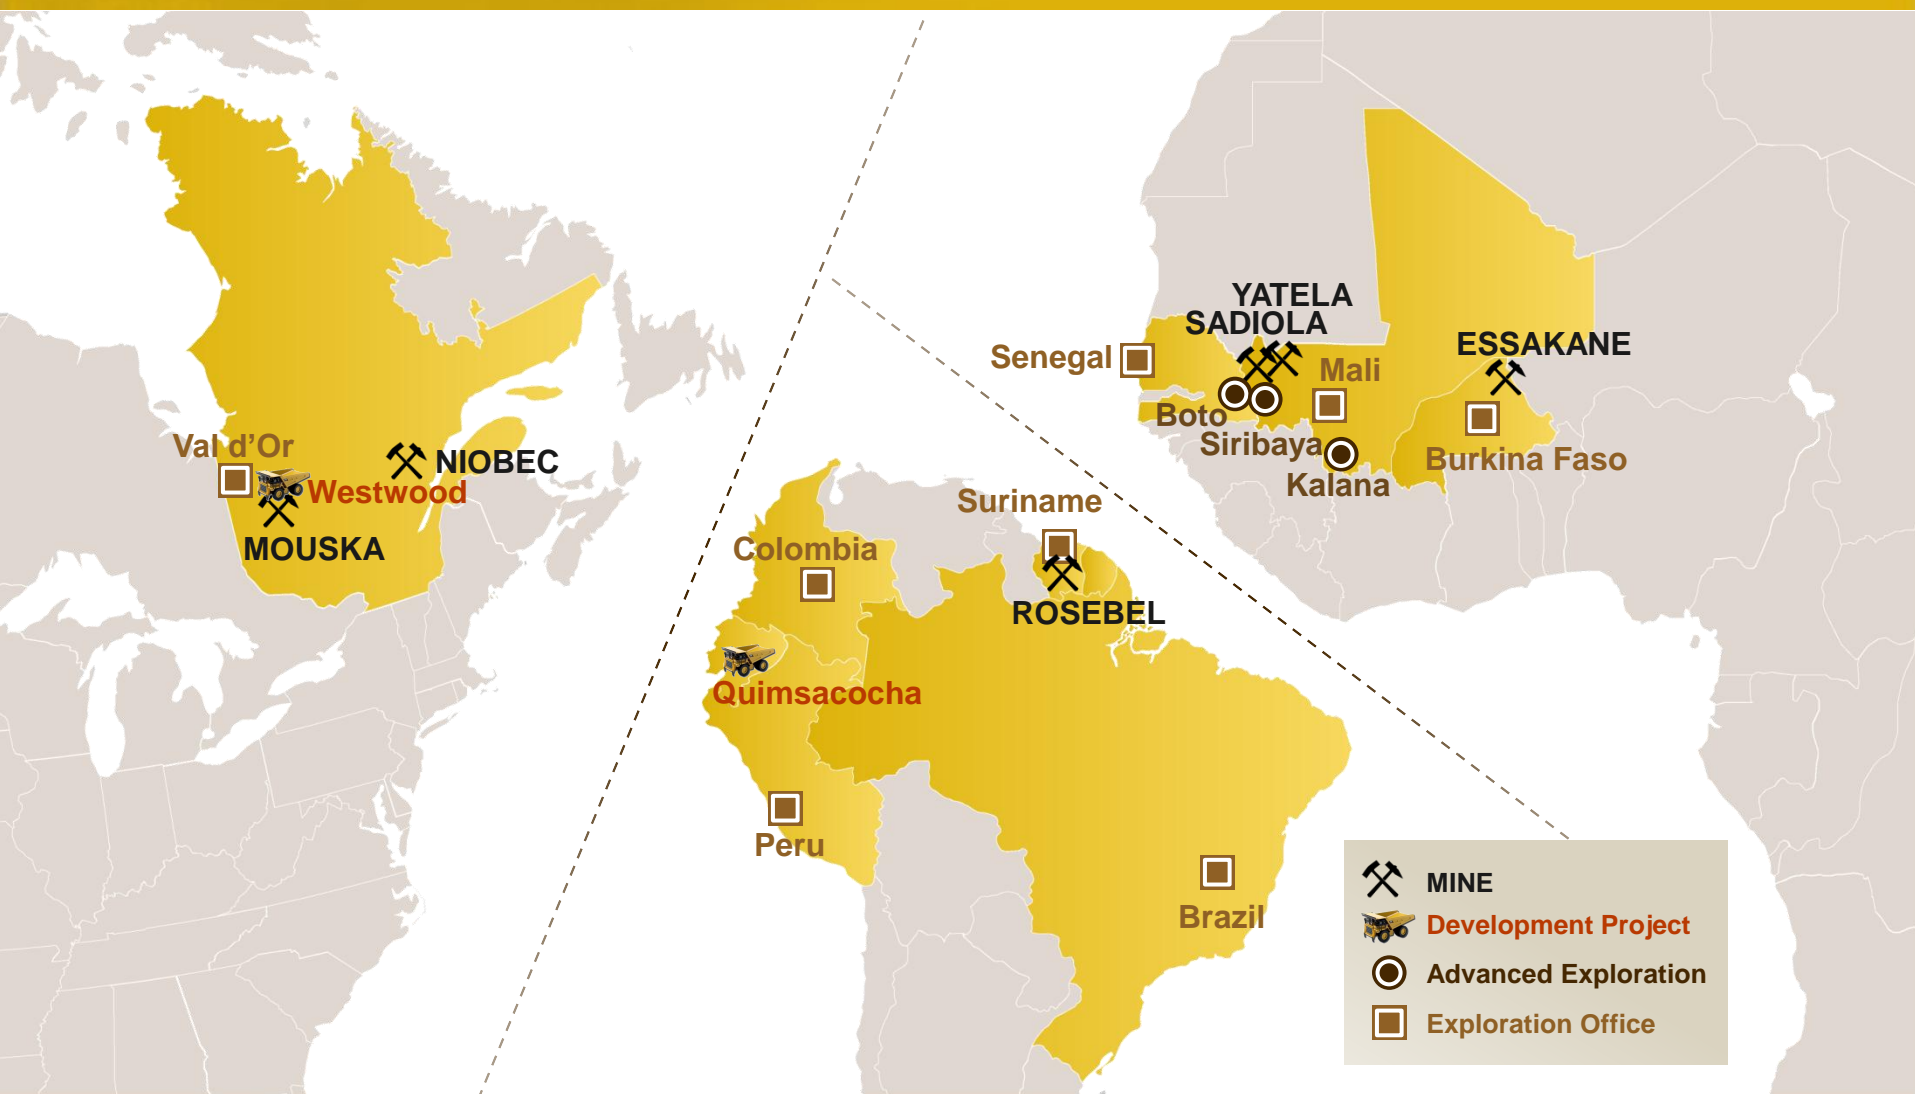 Val d’Or
Westwood
NIOBEC
MOUSKA
Colombia
Suriname
ROSEBEL
Quimsacocha
Peru
Brazil
YATELA
SADIOLA
ESSAKANE
Senegal
Mali
Boto
Siribaya
Burkina Faso
Kalana
MINE
Development Project
Advanced Exploration
Exploration Office